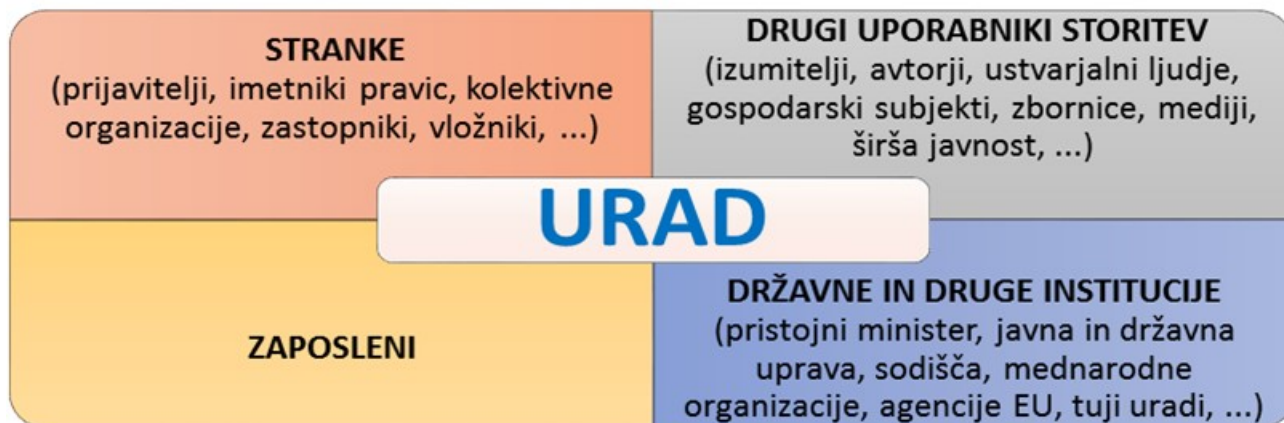 STRANKE
(prijavitelji, imetniki pravic, kolektivne
organizacije, zastopniki, vložniki, ...)
DRUGI UPORABNIKI STORITEV
(izumitelji, avtorji, ustvarjalni ljudje,
gospodarski subjekti, zbornice, mediji,
širša javnost, ...)
URAD
ZAPOSLENI
DRŽAVNE IN DRUGE INSTITUCIJE
(pristojni minister, javna in državna
uprava, sodišča, mednarodne
organizacije, agencije EU, tuji uradi, ...)